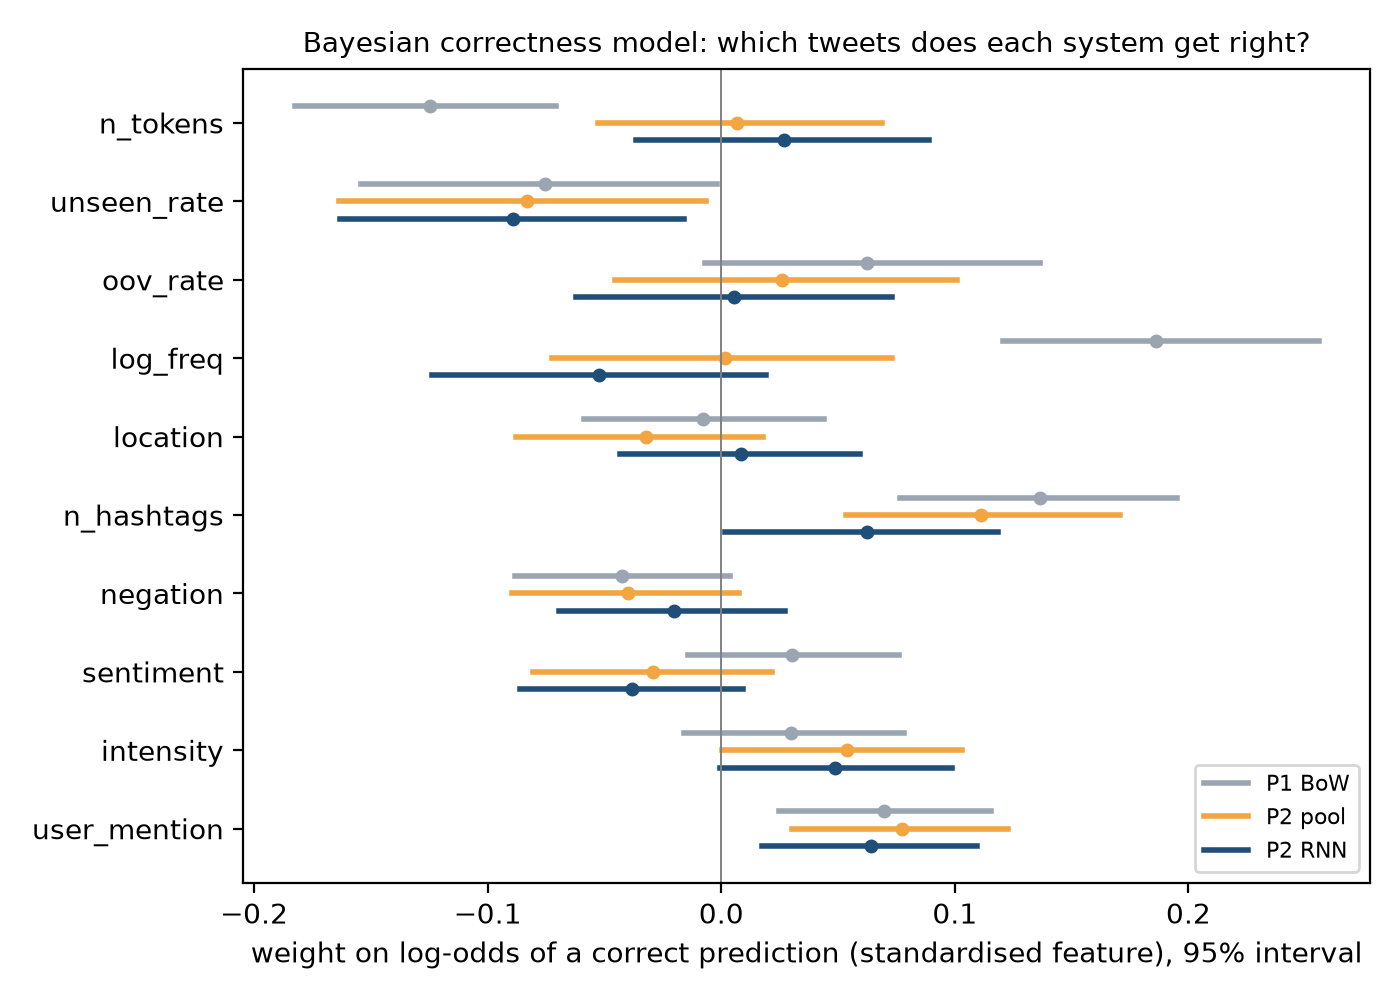 Bayesian correctness model: which tweets does each system get right?
n_tokens
unseen_rate
oov_rate
log_freq
location
n_hashtags
negation
sentiment
intensity
user_mention
P1 BoW
P2 pool
P2 RNN
−0.2 −0.1 0.0 0.1 0.2
weight on log-odds of a correct prediction (standardised feature), 95% interval